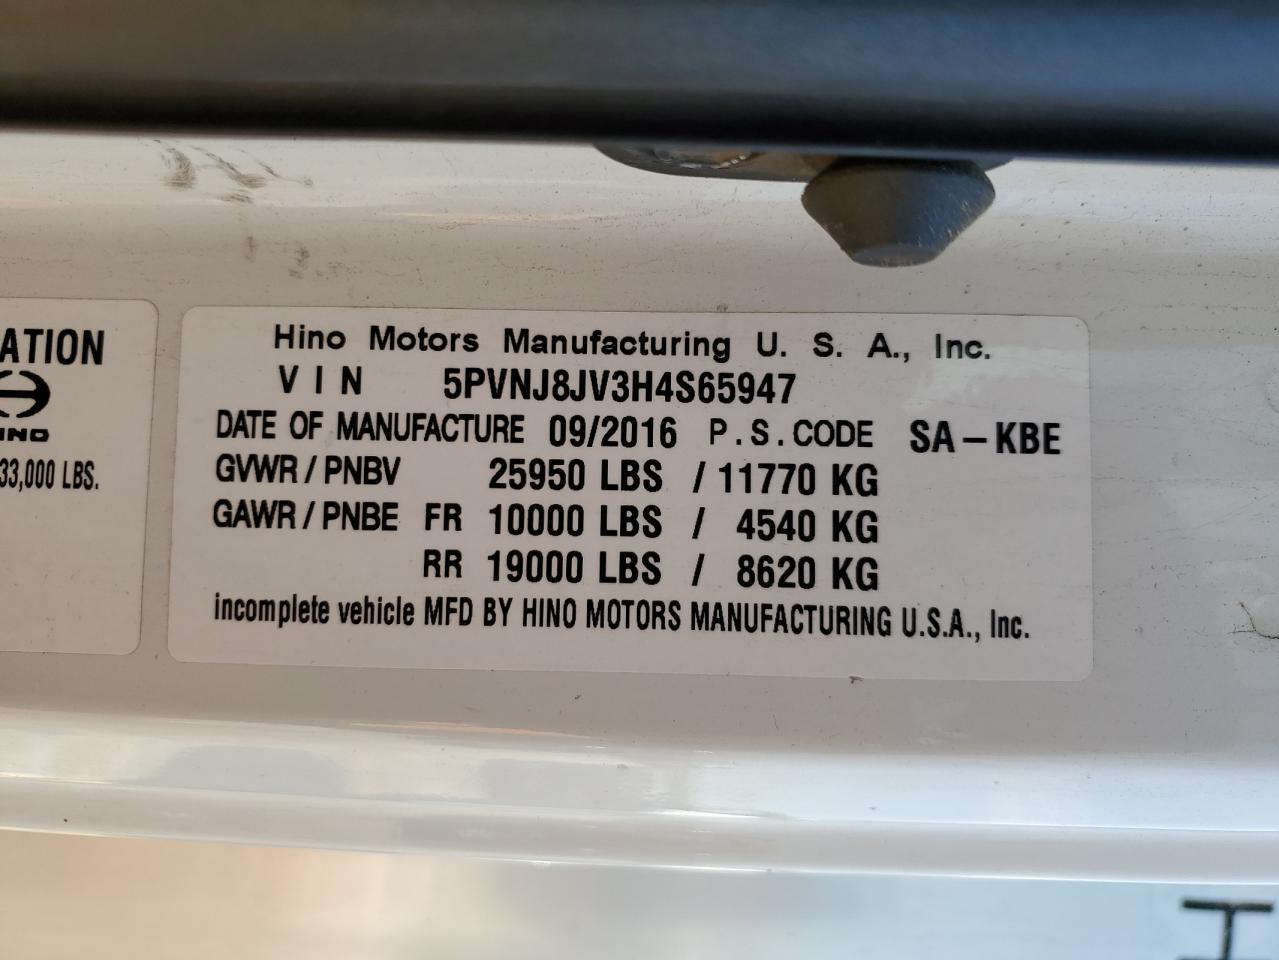 ATION
INO
33,000 LBS.
Hino Motors Manufacturing U. S. A., Inc.
VIN 5PVNJ8JV3H4S65947
DATE OF MANUFACTURE 09/2016 P.S.CODE SA-KBE
GVWR/PNBV 25950 LBS / 11770 KG
GAWR/PNBE FR 10000 LBS / 4540 KG
RR 19000 LBS / 8620 KG
incomplete vehicle MFD BY HINO MOTORS MANUFACTURING U.S.A., Inc.
H